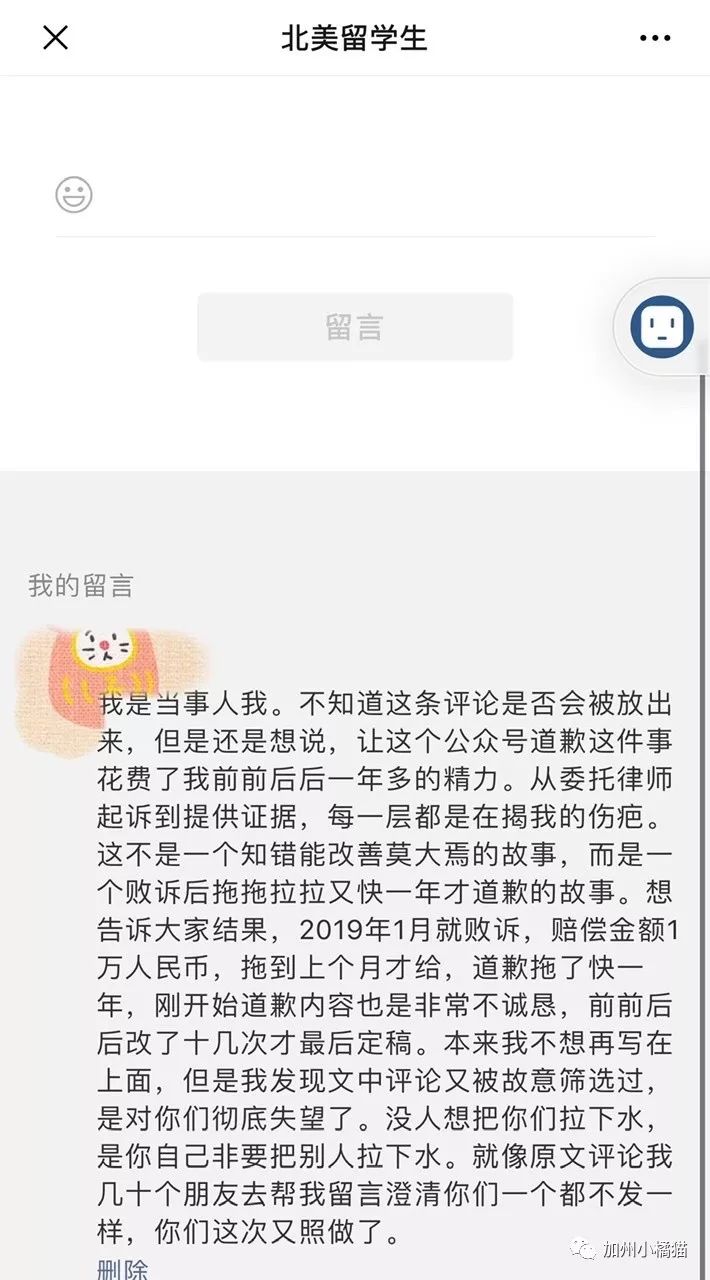 北美留学生
留言
我的留言
我是当事人我。不知道这条评论是否会被放出
来，但是还是想说，让这个公众号道歉这件事
花费了我前前后后一年多的精力。从委托律师
起诉到提供证据，每一层都是在揭我的伤疤。
这不是一个知错能改善莫大焉的故事，而是一
个败诉后拖拖拉拉又快一年才道歉的故事。想
告诉大家结果，2019年1月就败诉，赔偿金额1
万人民币，拖到上个月才给，道歉拖了快一
年，刚开始道歉内容也是非常不诚恳，前前后
后改了十几次才最后定稿。本来我不想再写在
上面，但是我发现文中评论又被故意筛选过，
是对你们彻底失望了。没人想把你们拉下水，
是你自己非要把别人拉下水。就像原文评论我
几十个朋友去帮我留言澄清你们一个都不发一
样，你们这次又照做了。
删除
加州小橘猫